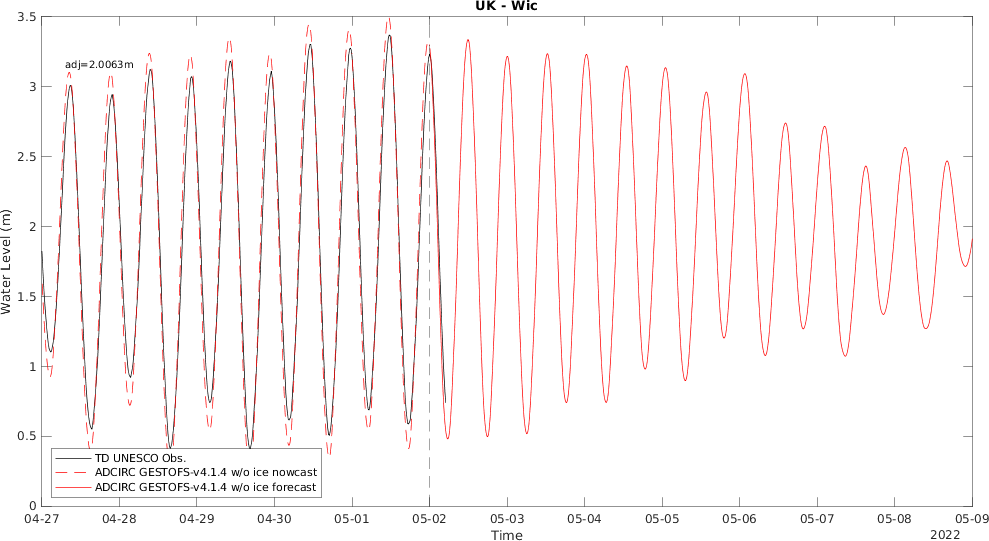 UK - Wic
adj=2.0063m
3.5
3
2.5
2
1.5
1
0.5
0
Water Level (m)
TD UNESCO Obs.
ADCIRC GESTOFS-v4.1.4 w/o ice nowcast
ADCIRC GESTOFS-v4.1.4 w/o ice forecast
04-27 04-28 04-29 04-30 05-01 05-02 05-03 05-04 05-05 05-06 05-07 05-08 05-09
Time
2022